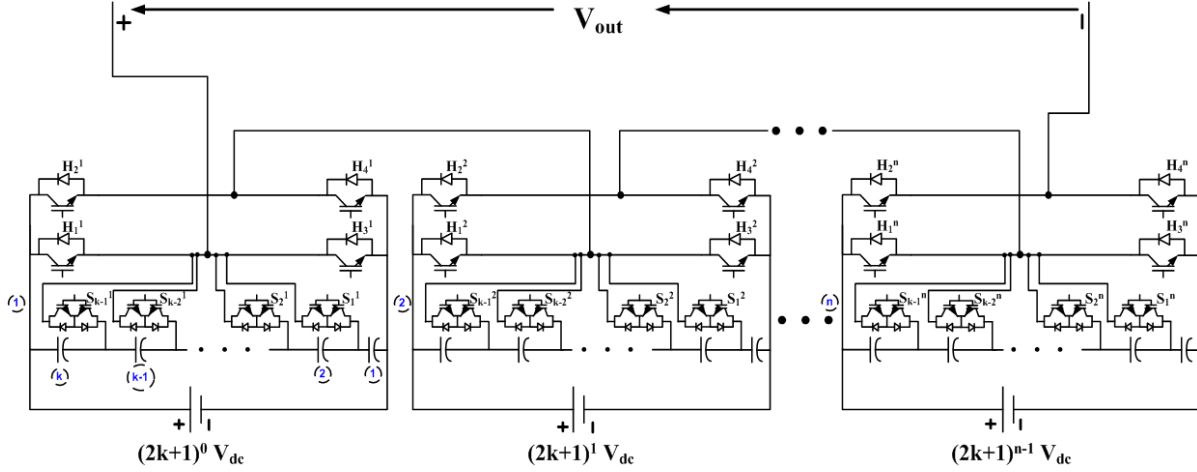 + V_out −
H₂¹ H₄¹ H₂² H₄² H₂ⁿ H₄ⁿ
H₁¹ H₃¹ H₁² H₃² H₁ⁿ H₃ⁿ
1 S_{k-1}¹ S_{k-2}¹ S₂¹ S₁¹ 2 S_{k-1}² S_{k-2}² S₂² S₁² n S_{k-1}ⁿ S_{k-2}ⁿ S₂ⁿ S₁ⁿ
k k-1 2 1
+ − + − + −
(2k+1)⁰ V_dc (2k+1)¹ V_dc (2k+1)ⁿ⁻¹ V_dc